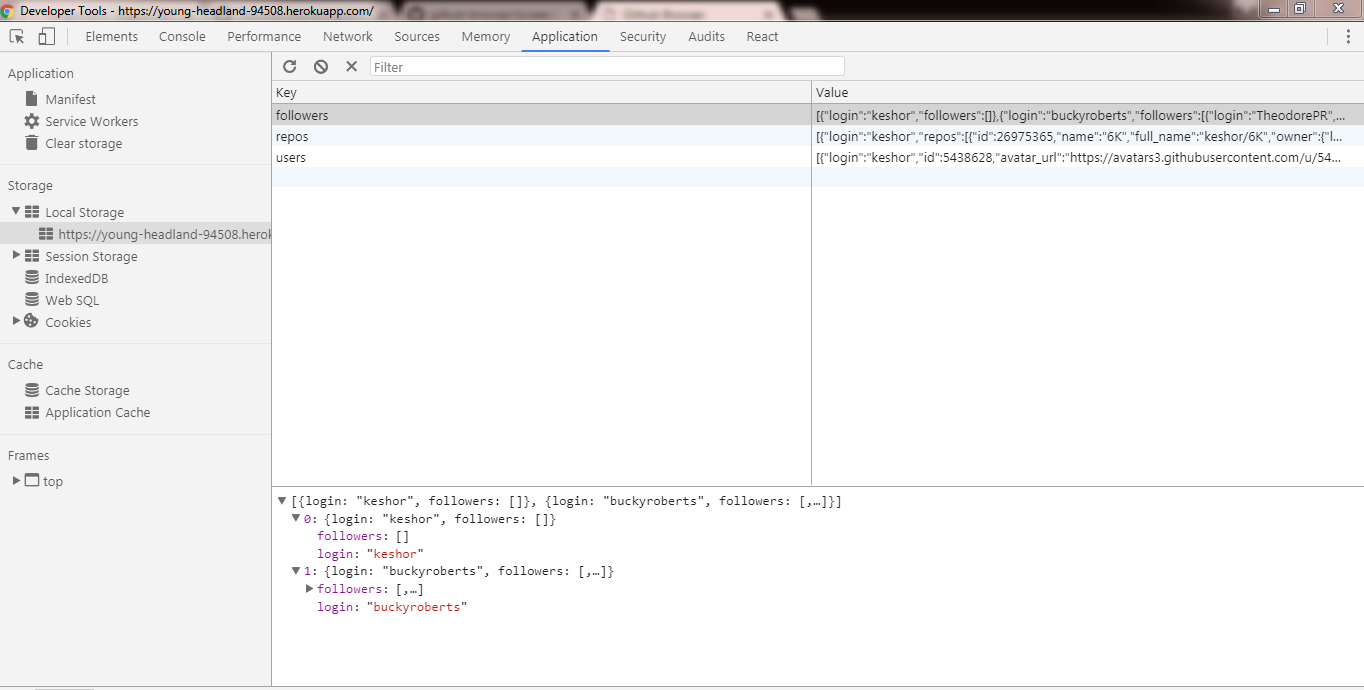 Developer Tools - https://young-headland-94508.herokuapp.com/
Elements Console Performance Network Sources Memory Application Security Audits React
Application
Manifest
Service Workers
Clear storage
Storage
Local Storage
https://young-headland-94508.herok
Session Storage
IndexedDB
Web SQL
Cookies
Cache
Cache Storage
Application Cache
Frames
top
Filter
Key Value
followers [{"login":"keshor","followers":[]},{"login":"buckyroberts","followers":[{"login":"TheodorePR",...
repos [{"login":"keshor","repos":[{"id":26975365,"name":"6K","full_name":"keshor/6K","owner":{"l...
users [{"login":"keshor","id":5438628,"avatar_url":"https://avatars3.githubusercontent.com/u/54...
[{login: "keshor", followers: []}, {login: "buckyroberts", followers: [,…]}]
0: {login: "keshor", followers: []}
followers: []
login: "keshor"
1: {login: "buckyroberts", followers: [,…]}
followers: [,…]
login: "buckyroberts"